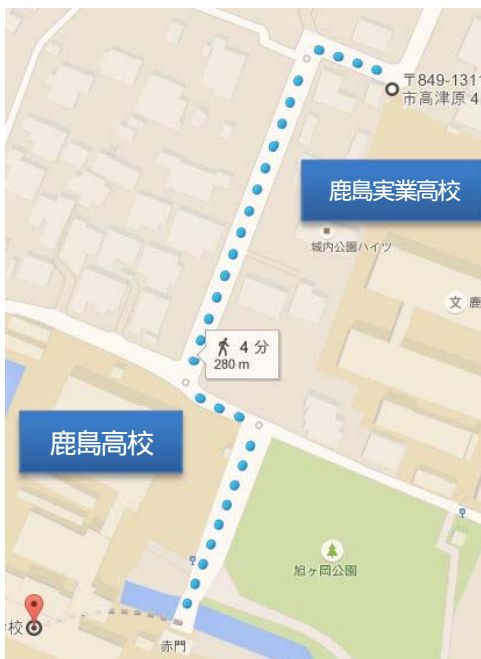 〒849-1311
市高津原 4
鹿島実業高校
城内公園ハイツ
文 鹿
4 分
280 m
鹿島高校
旭ヶ岡公園
校
赤門